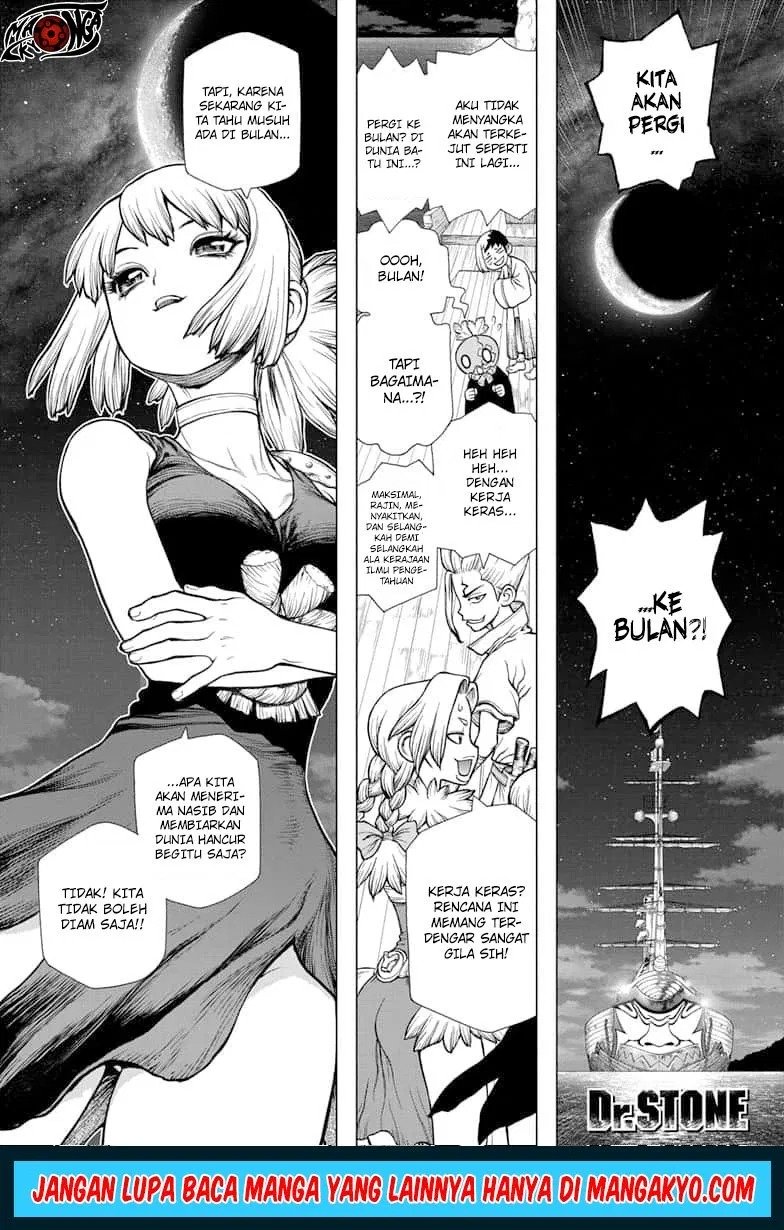 KITA
AKAN
PERGI
...
...KE
BULAN?!
Dr.STONE
AKU TIDAK
MENYANGKA
AKAN TERKE-
JUT SEPERTI
INI LAGI...
PERGI KE
BULAN? DI
DUNIA BA-
TU INI...?
OOOH,
BULAN!
TAPI
BAGAIMA-
NA...?!
HEH HEH
HEH...
DENGAN
KERJA
KERAS...
MAKSIMAL,
RAJIN, ME-
NYAKITKAN,
DAN SELANG-
KAH DEMI
SELANGKAH
ALA KERAJAAN
ILMU PENGE-
TAHUAN
KERJA KERAS?
RENCANA INI
MEMANG TER-
DENGAR SANGAT
GILA SIH!
TAPI, KARENA
SEKARANG KI-
TA TAHU MUSUH
ADA DI BULAN...
...APA KITA
AKAN MENERI-
MA NASIB DAN
MEMBIARKAN
DUNIA HANCUR
BEGITU SAJA?
TIDAK! KITA
TIDAK BOLEH
DIAM SAJA!!
JANGAN LUPA BACA MANGA YANG LAINNYA HANYA DI MANGAKYO.COM